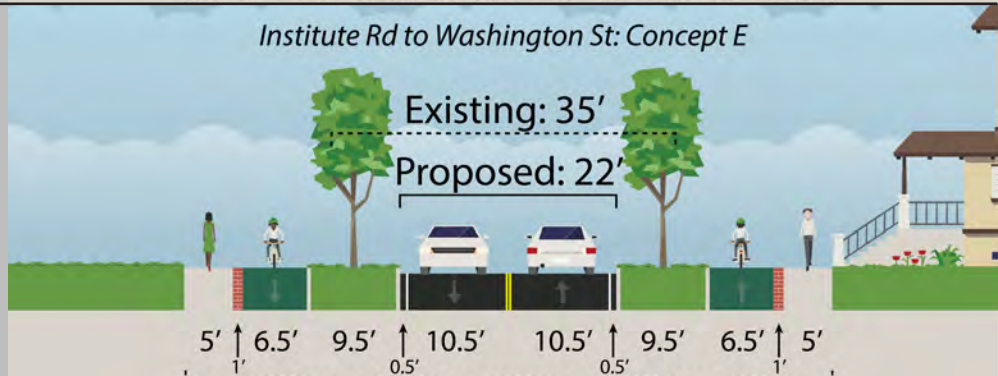 Institute Rd to Washington St: Concept E
Existing: 35'
Proposed: 22'
5' 6.5' 9.5' 10.5' 10.5' 9.5' 6.5' 5'
1' 0.5' 0.5' 1'